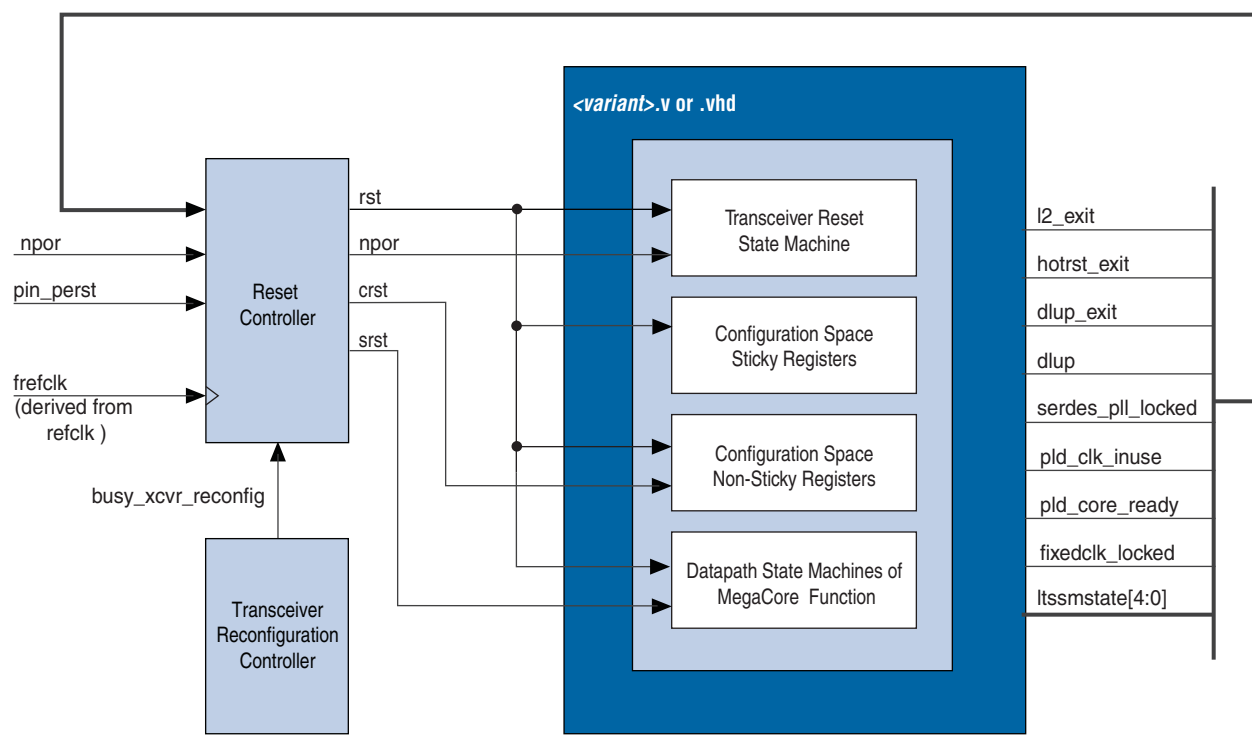 <variant>.v or .vhd
npor
pin_perst
frefclk
(derived from
refclk )
Reset
Controller
rst
npor
crst
srst
busy_xcvr_reconfig
Transceiver
Reconfiguration
Controller
Transceiver Reset
State Machine
Configuration Space
Sticky Registers
Configuration Space
Non-Sticky Registers
Datapath State Machines of
MegaCore Function
l2_exit
hotrst_exit
dlup_exit
dlup
serdes_pll_locked
pld_clk_inuse
pld_core_ready
fixedclk_locked
ltssmstate[4:0]